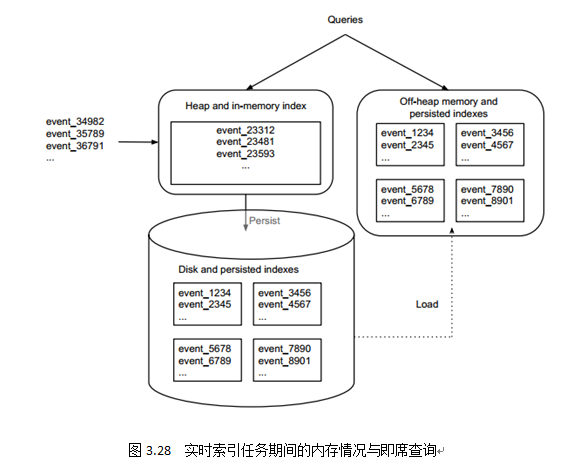 Queries
Heap and in-memory index
event_23312
event_23481
event_23593
...
event_34982
event_35789
event_36791
...
Off-heap memory and
persisted indexes
event_1234
event_2345
...
event_3456
event_4567
...
event_5678
event_6789
...
event_7890
event_8901
...
Persist
Disk and persisted indexes
event_1234
event_2345
...
event_3456
event_4567
...
event_5678
event_6789
...
event_7890
event_8901
...
Load
图 3.28 实时索引任务期间的内存情况与即席查询↵